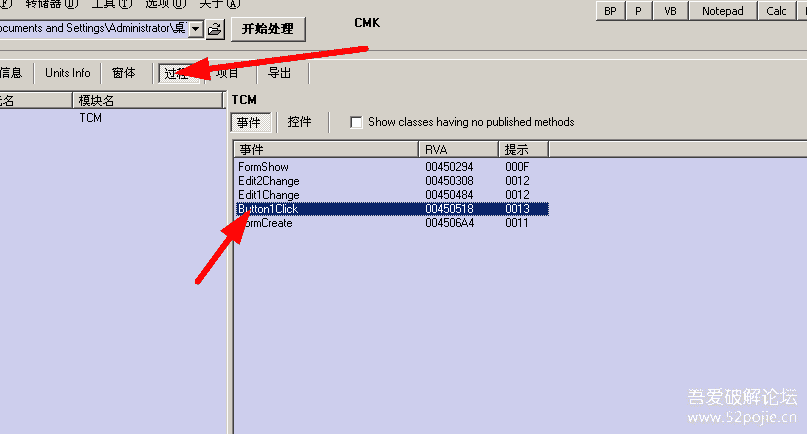 转储器(W) 工具(T) 选项(U) 关于(A)
ocuments and Settings\Administrator\桌 开始处理 CMK BP P VB Notepad Calc
信息 Units Info 窗体 过程 项目 导出
元名 模块名
TCM
TCM
事件 控件 Show classes having no published methods
事件 RVA 提示
FormShow 00450294 000F
Edit2Change 00450308 0012
Edit1Change 00450484 0012
Button1Click 00450518 0013
FormCreate 004506A4 0011
吾爱破解论坛
www.52pojie.cn